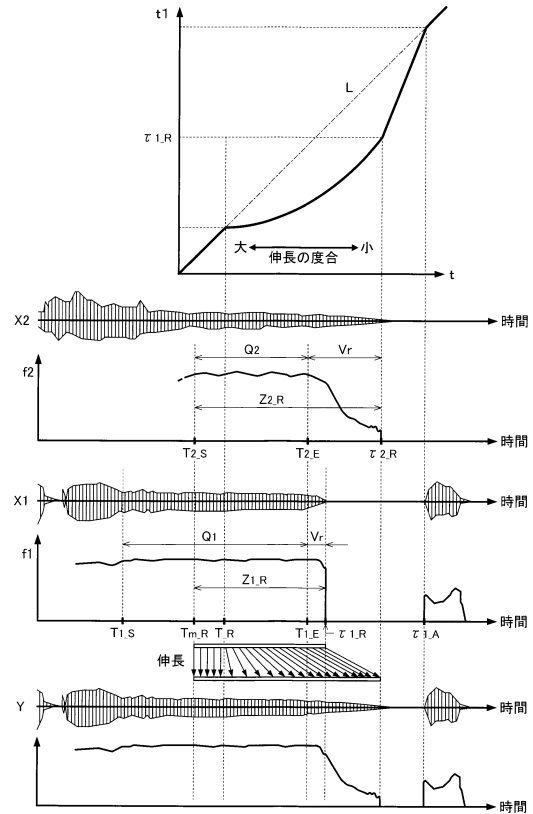 t1
L
τ1_R
大 小
伸長の度合
t
X2 時間
Q2 Vr
f2
Z2_R
T2_S T2_E τ2_R 時間
X1 時間
Q1 Vr
f1
Z1_R
T1_S Tm_R T_R T1_E τ1_R τ1_A 時間
伸長
Y 時間
時間